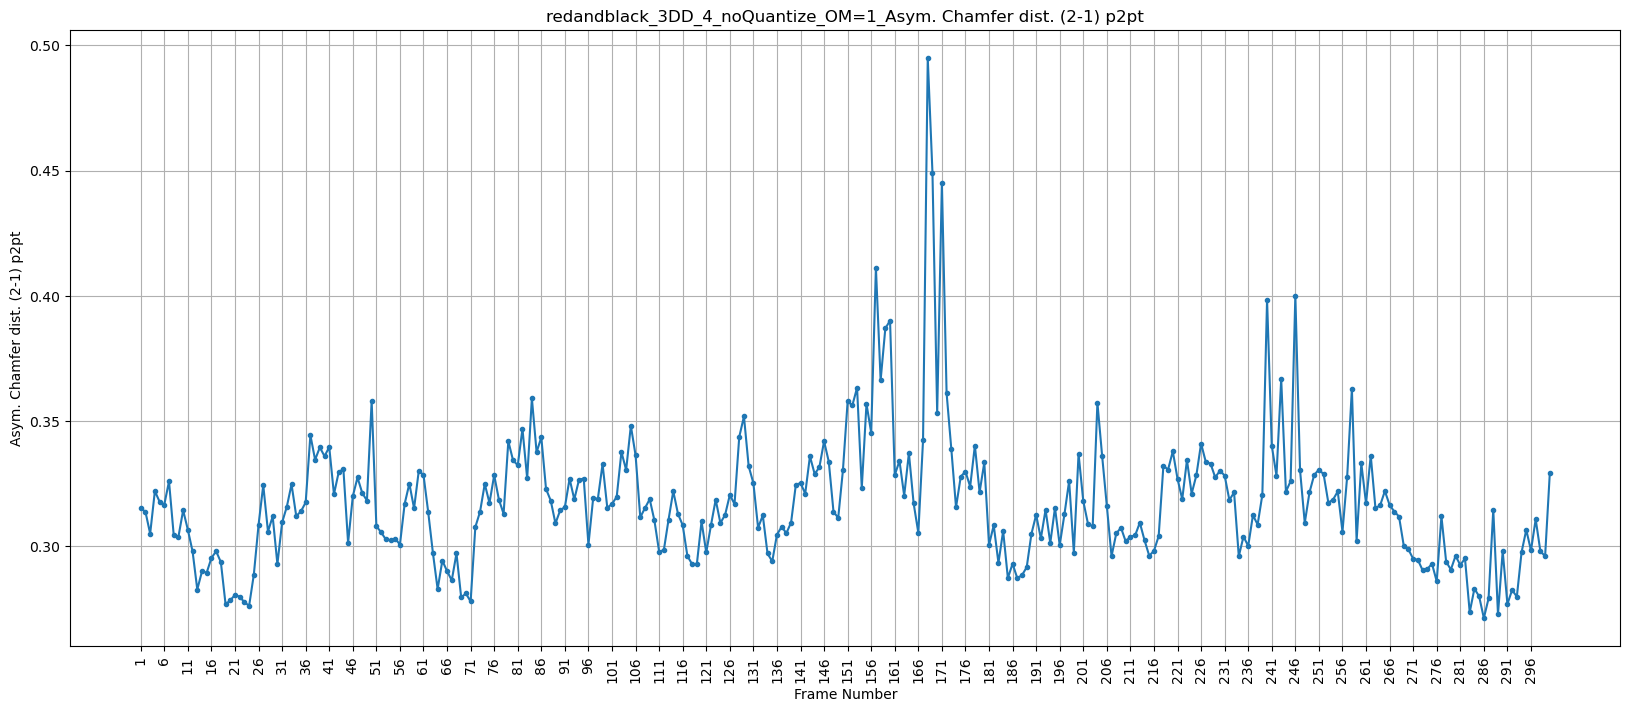 redandblack_3DD_4_noQuantize_OM=1_Asym. Chamfer dist. (2-1) p2pt
Asym. Chamfer dist. (2-1) p2pt
0.50
0.45
0.40
0.35
0.30
1 6 11 16 21 26 31 36 41 46 51 56 61 66 71 76 81 86 91 96 101 106 111 116 121 126 131 136 141 146 151 156 161 166 171 176 181 186 191 196 201 206 211 216 221 226 231 236 241 246 251 256 261 266 271 276 281 286 291 296
Frame Number